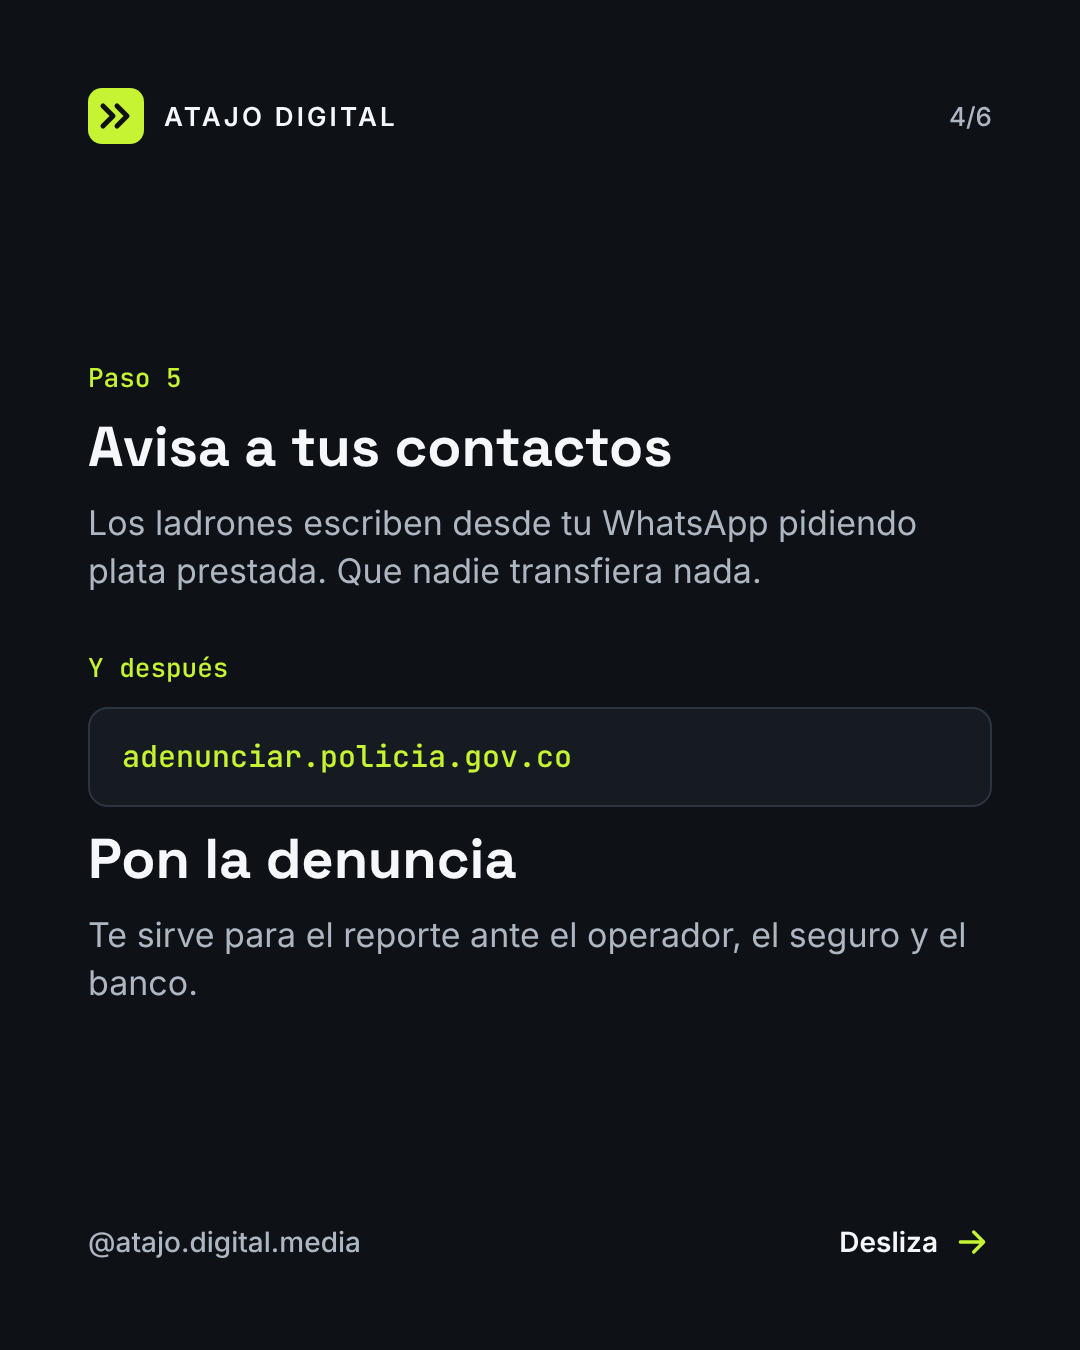 ATAJO DIGITAL
4/6
Paso 5
Avisa a tus contactos
Los ladrones escriben desde tu WhatsApp pidiendo
plata prestada. Que nadie transfiera nada.
Y después
adenunciar.policia.gov.co
Pon la denuncia
Te sirve para el reporte ante el operador, el seguro y el
banco.
@atajo.digital.media
Desliza →